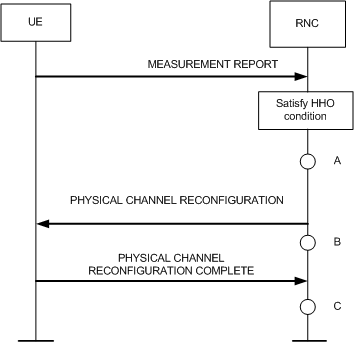 UE
RNC
MEASUREMENT REPORT
Satisfy HHO
condition
A
PHYSICAL CHANNEL RECONFIGURATION
B
PHYSICAL CHANNEL
RECONFIGURATION COMPLETE
C